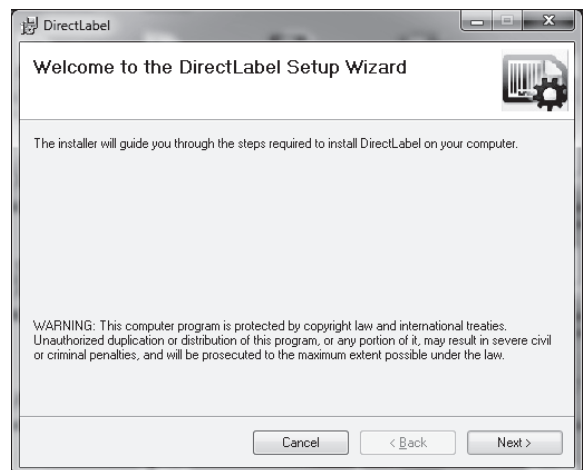 DirectLabel
Welcome to the DirectLabel Setup Wizard
The installer will guide you through the steps required to install DirectLabel on your computer.
WARNING: This computer program is protected by copyright law and international treaties.
Unauthorized duplication or distribution of this program, or any portion of it, may result in severe civil
or criminal penalties, and will be prosecuted to the maximum extent possible under the law.
Cancel
< Back
Next >